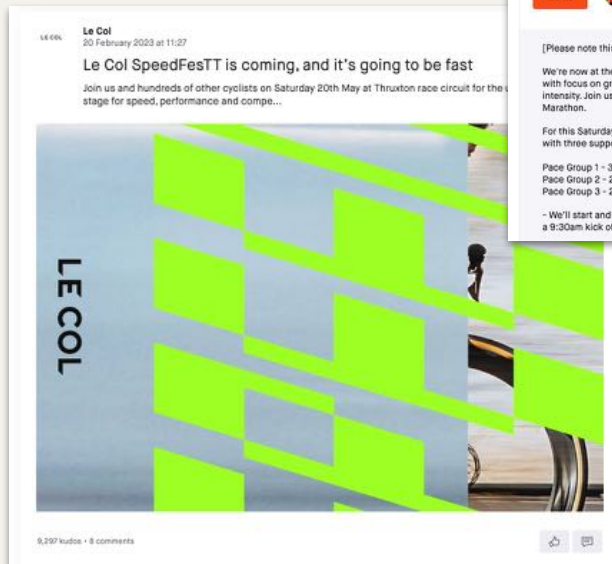 LE COL
Le Col
20 February 2023 at 11:27
Le Col SpeedFesTT is coming, and it's going to be fast
Join us and hundreds of other cyclists on Saturday 20th May at Thruxton race circuit for the
stage for speed, performance and compe...
LE COL
9,297 kudos • 8 comments
[Please note this
We're now at the
with focus on
intensity. Join us
Marathon.
For this Saturday
with three
Pace Group 1 - 3
Pace Group 2 - 2
Pace Group 3 - 2
- We'll start and
a 9:30am kick